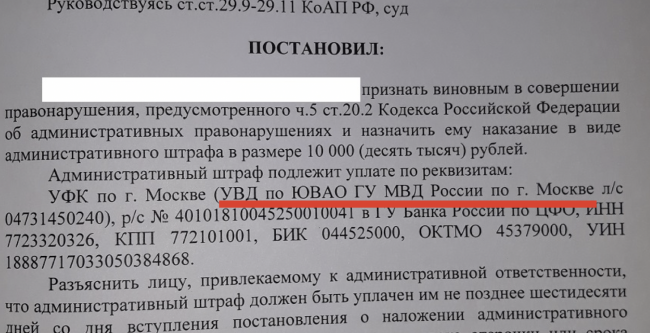 Руководствуясь ст.ст.29.9-29.11 КоАП РФ, суд
ПОСТАНОВИЛ:
признать виновным в совершении
правонарушения, предусмотренного ч.5 ст.20.2 Кодекса Российской Федерации
об административных правонарушениях и назначить ему наказание в виде
административного штрафа в размере 10 000 (десять тысяч) рублей.
Административный штраф подлежит уплате по реквизитам:
УФК по г. Москве (УВД по ЮВАО ГУ МВД России по г. Москве л/с
04731450240), р/с № 40101810045250010041 в ГУ Банка России по ЦФО, ИНН
7723320326, КПП 772101001, БИК 044525000, ОКТМО 45379000, УИН
18887717033050384868.
Разъяснить лицу, привлекаемому к административной ответственности,
что административный штраф должен быть уплачен им не позднее шестидесяти
дней со дня вступления постановления о наложении административного